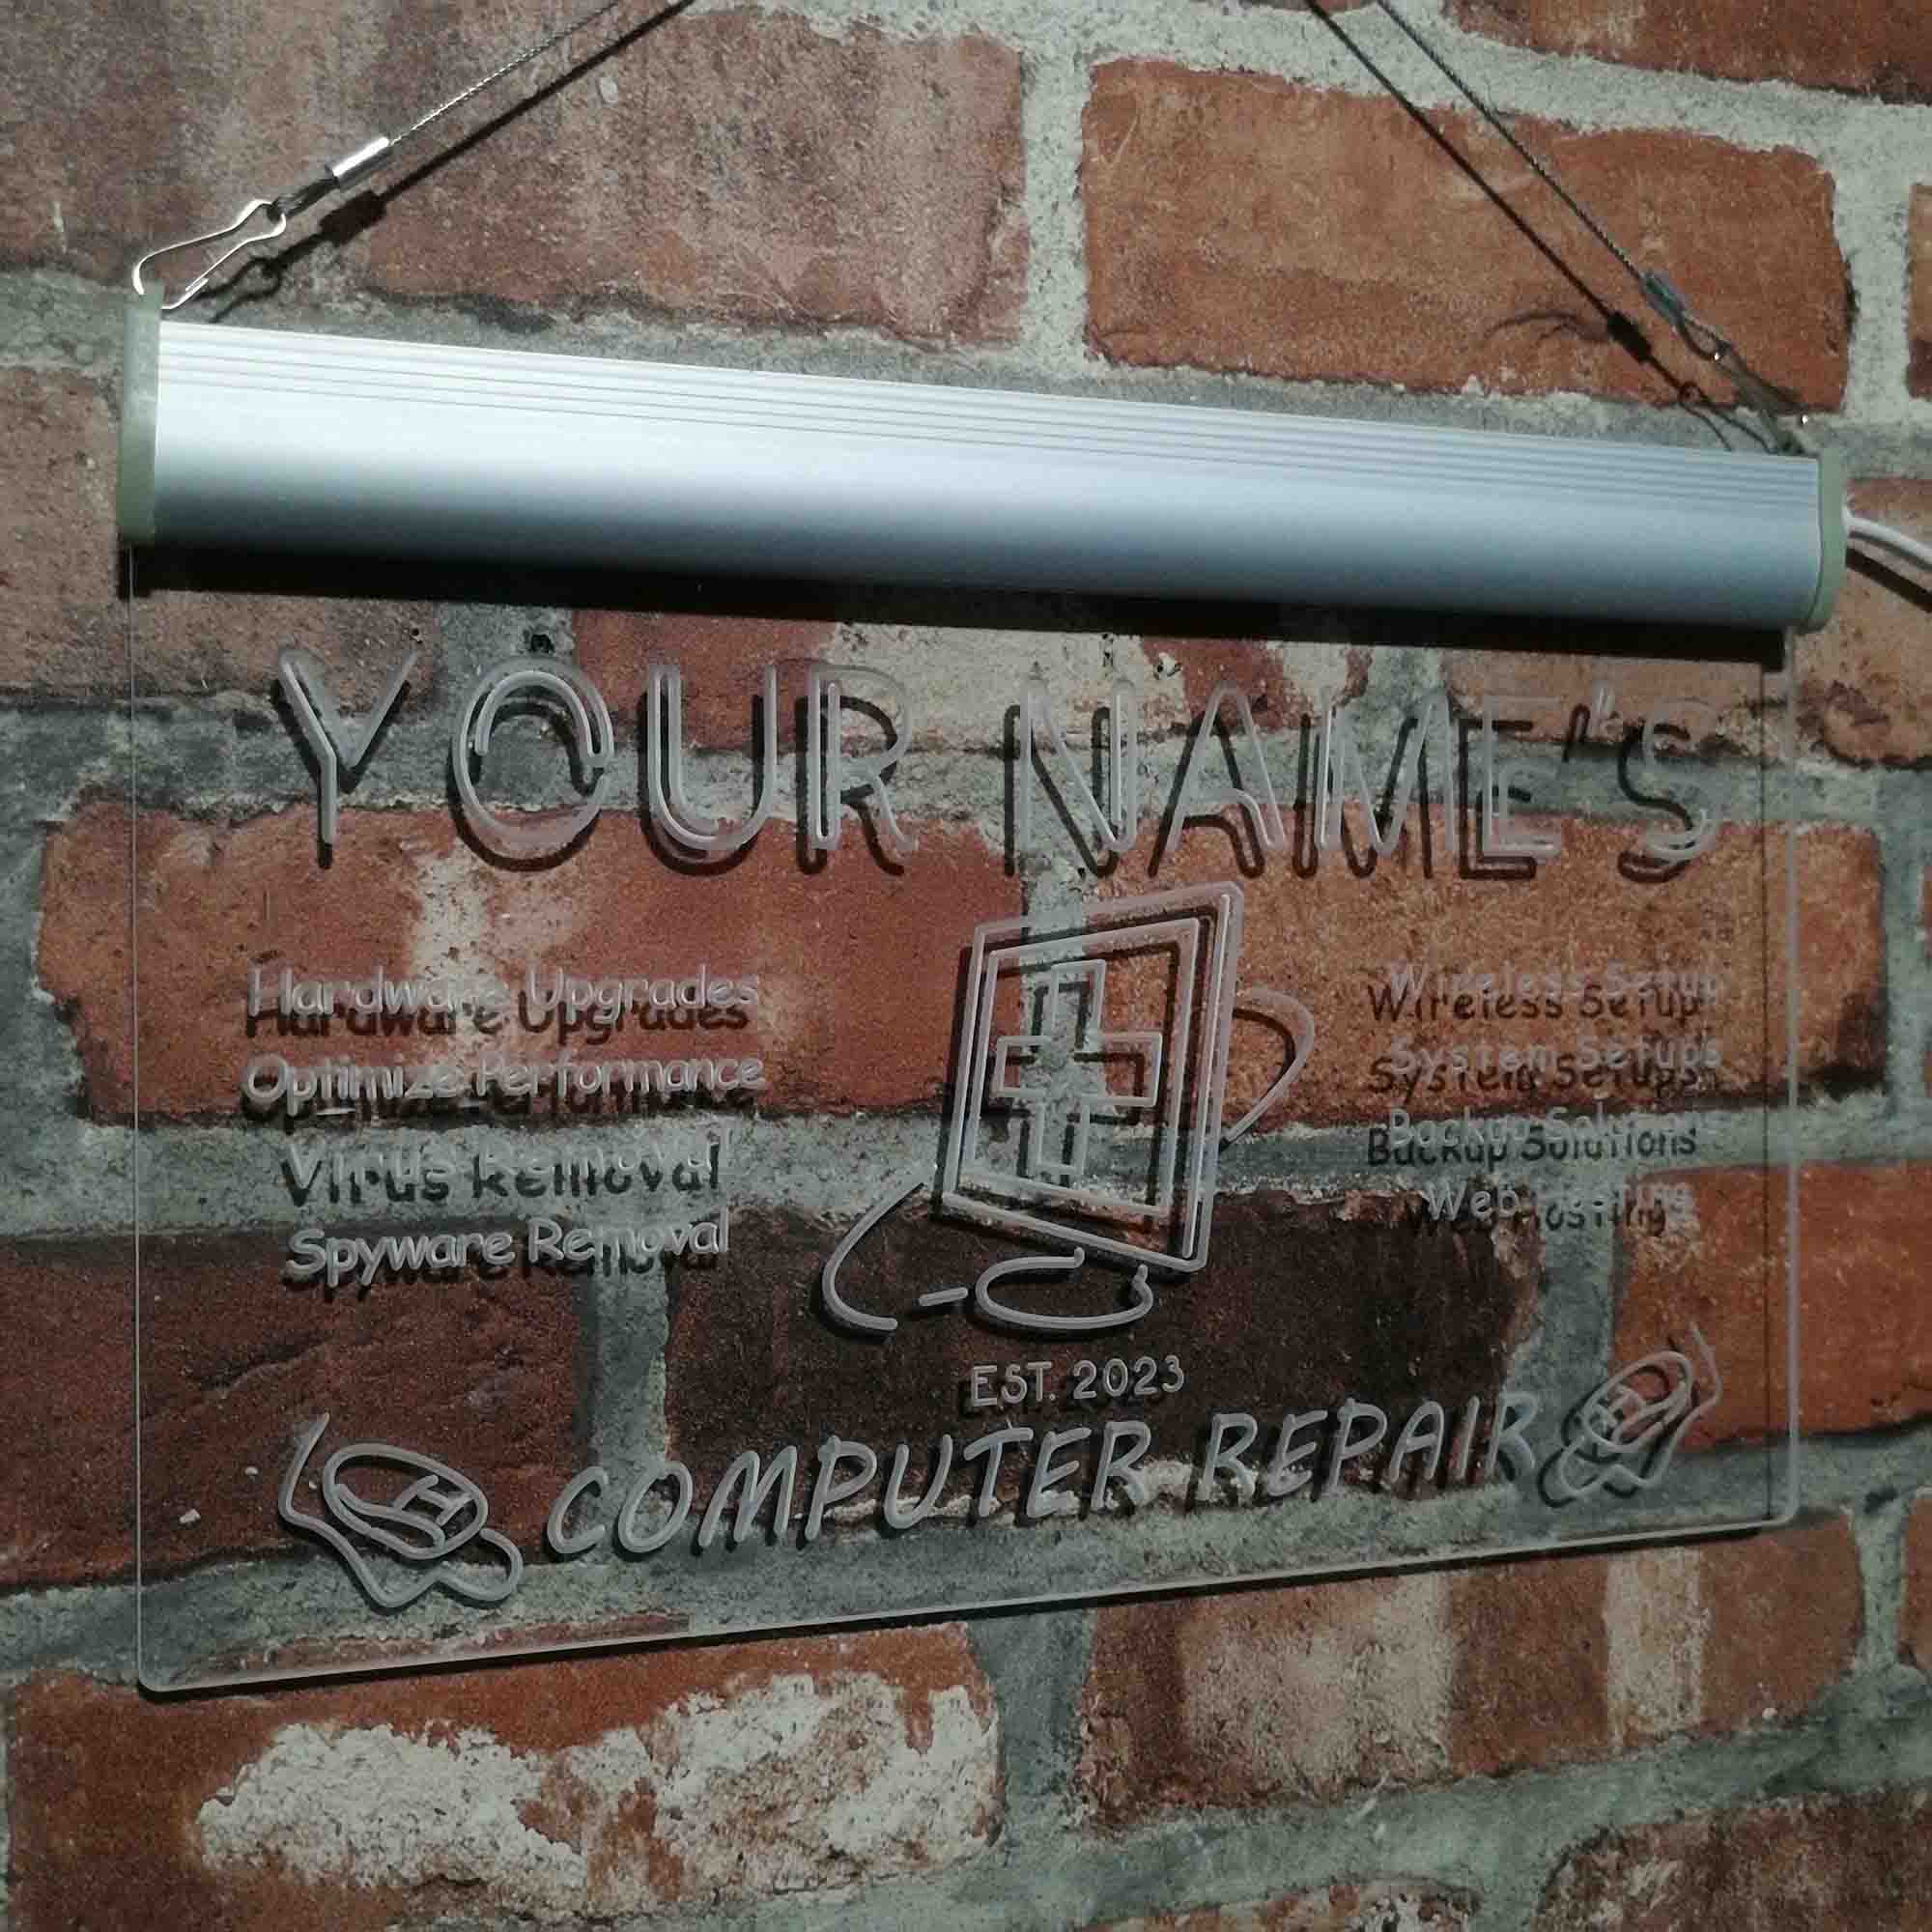 YOUR NAME'S
Hardware Upgrades
Optimize Performance
Virus Removal
Spyware Removal
Wireless Setup
System Setups
Backup Solutions
Web Hosting
EST. 2023
COMPUTER REPAIR